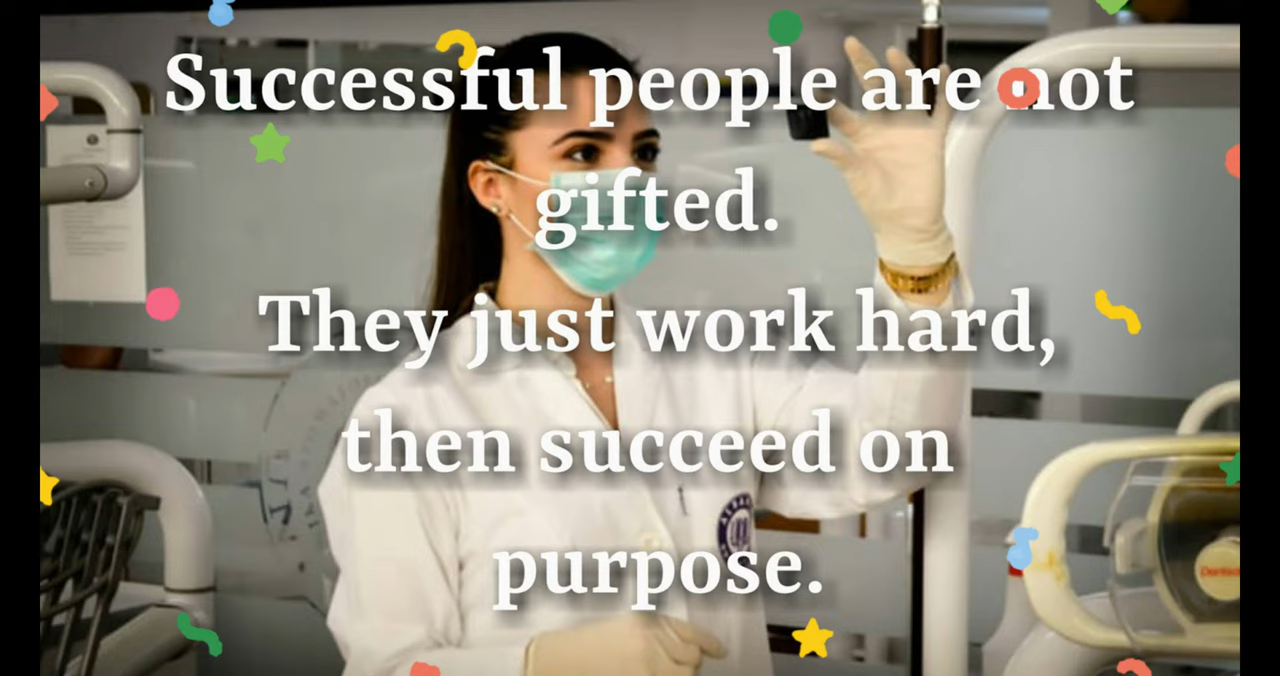 Successful people are not
gifted.
They just work hard,
then succeed on
purpose.